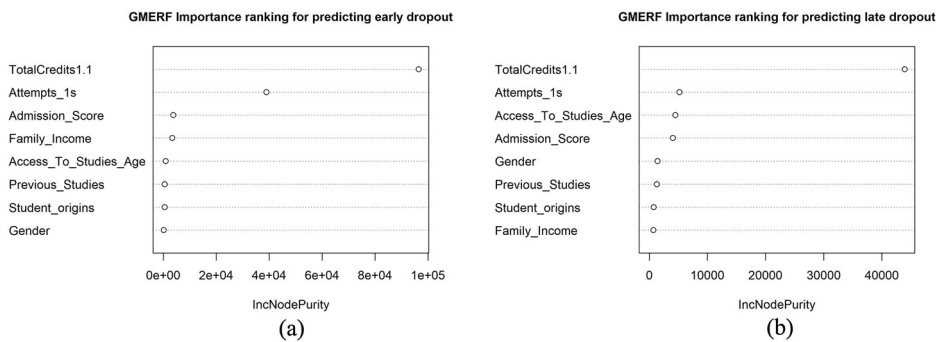 GMERF Importance ranking for predicting early dropout
TotalCredits1.1
Attempts_1s
Admission_Score
Family_Income
Access_To_Studies_Age
Previous_Studies
Student_origins
Gender
0e+00 2e+04 4e+04 6e+04 8e+04 1e+05
IncNodePurity
(a)
GMERF Importance ranking for predicting late dropout
TotalCredits1.1
Attempts_1s
Access_To_Studies_Age
Admission_Score
Gender
Previous_Studies
Student_origins
Family_Income
0 10000 20000 30000 40000
IncNodePurity
(b)